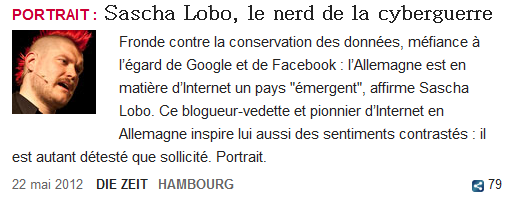 PORTRAIT : Sascha Lobo, le nerd de la cyberguerre
Fronde contre la conservation des données, méfiance à
l'égard de Google et de Facebook : l'Allemagne est en
matière d'Internet un pays "émergent", affirme Sascha
Lobo. Ce blogueur-vedette et pionnier d'Internet en
Allemagne inspire lui aussi des sentiments contrastés : il
est autant détesté que sollicité. Portrait.
22 mai 2012 DIE ZEIT HAMBOURG 79